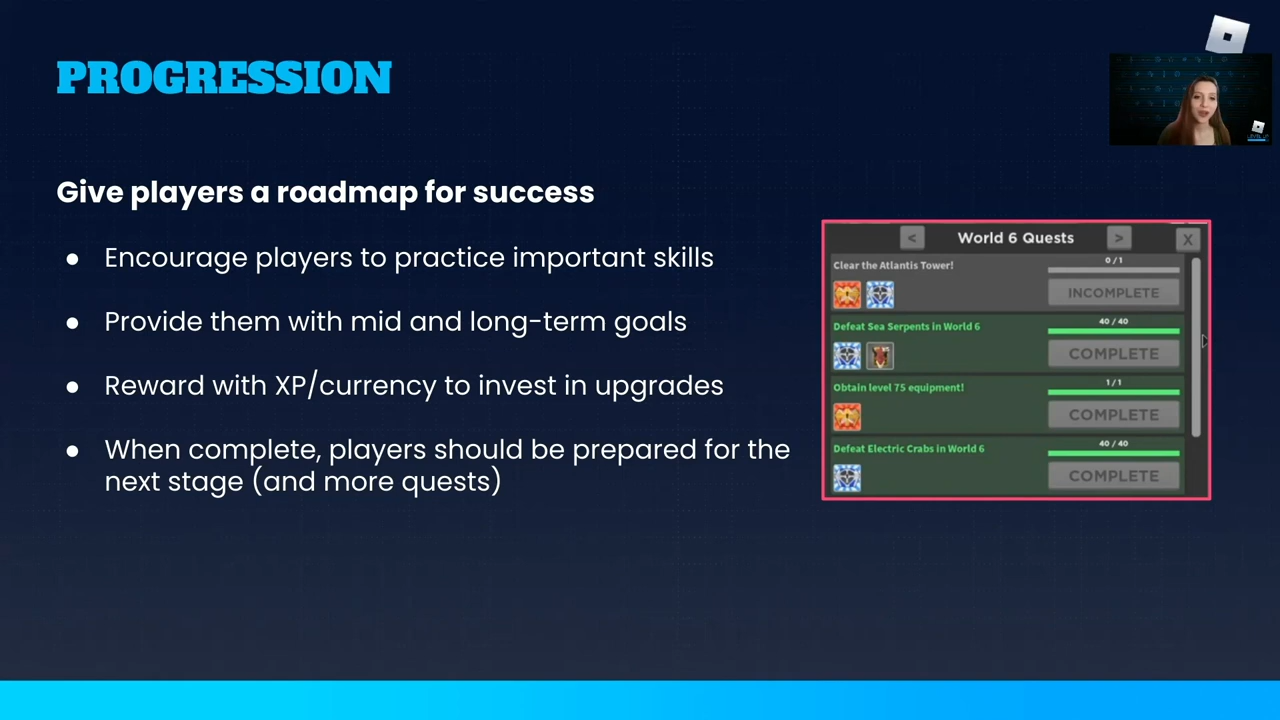 PROGRESSION
Give players a roadmap for success
● Encourage players to practice important skills
● Provide them with mid and long-term goals
● Reward with XP/currency to invest in upgrades
● When complete, players should be prepared for the
next stage (and more quests)
< World 6 Quests > X
Clear the Atlantis Tower!
0 / 1
INCOMPLETE
Defeat Sea Serpents in World 6
40 / 40
COMPLETE
Obtain level 75 equipment!
1 / 1
COMPLETE
Defeat Electric Crabs in World 6
40 / 40
COMPLETE